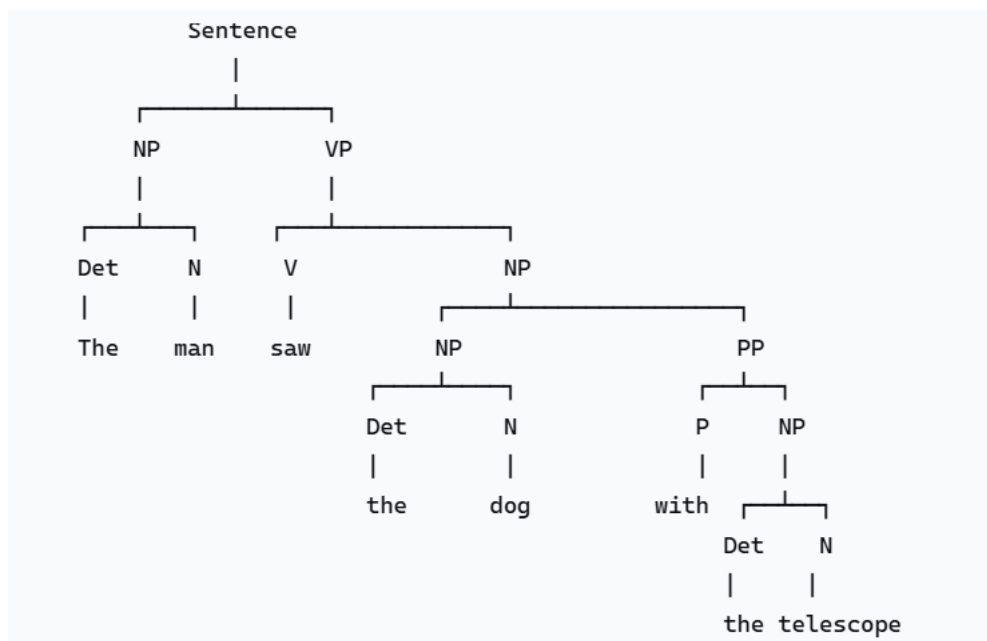 Sentence
NP VP
Det N V NP
The man saw NP PP
Det N P NP
the dog with
Det N
the telescope